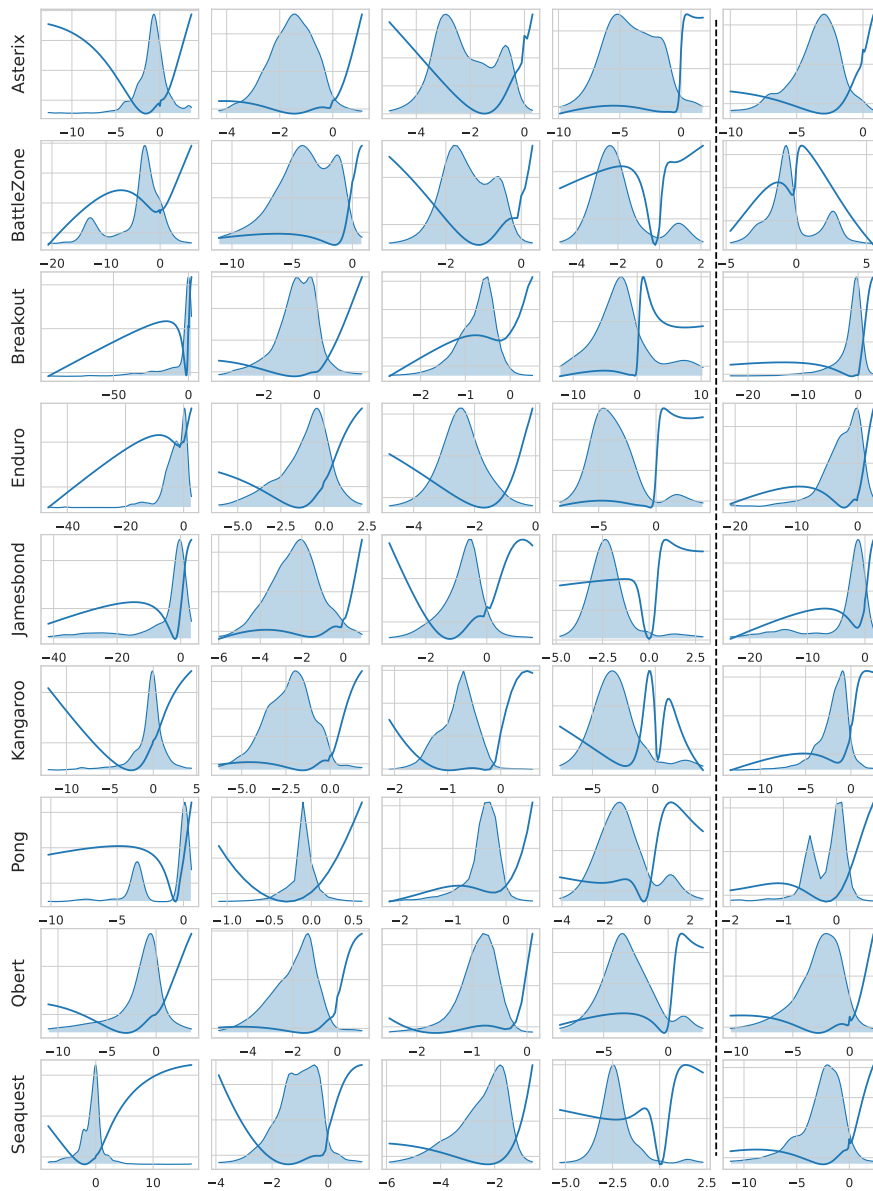 Asterix
−10 −5 0
−4 −2 0
−4 −2 0
−10 −5 0
−10 −5 0
BattleZone
−20 −10 0
−10 −5 0
−2 0
−4 −2 0 2
−5 0 5
Breakout
−50 0
−2 0
−2 −1 0
−10 0 10
−20 −10 0
Enduro
−40 −20 0
−5.0 −2.5 0.0 2.5
−4 −2 0
−5 0
−20 −10 0
Jamesbond
−40 −20 0
−6 −4 −2 0
−2 0
−5.0 −2.5 0.0 2.5
−20 −10 0
Kangaroo
−10 −5 0 5
−5.0 −2.5 0.0
−2 −1 0
−5 0
−10 −5 0
Pong
−10 −5 0
−1.0 −0.5 0.0 0.5
−2 −1 0
−4 −2 0 2
−2 −1 0
Qbert
−10 −5 0
−4 −2 0
−2 −1 0
−5 0
−10 −5 0
Seaquest
0 10
−4 −2 0
−6 −4 −2 0
−5.0 −2.5 0.0 2.5
−10 −5 0